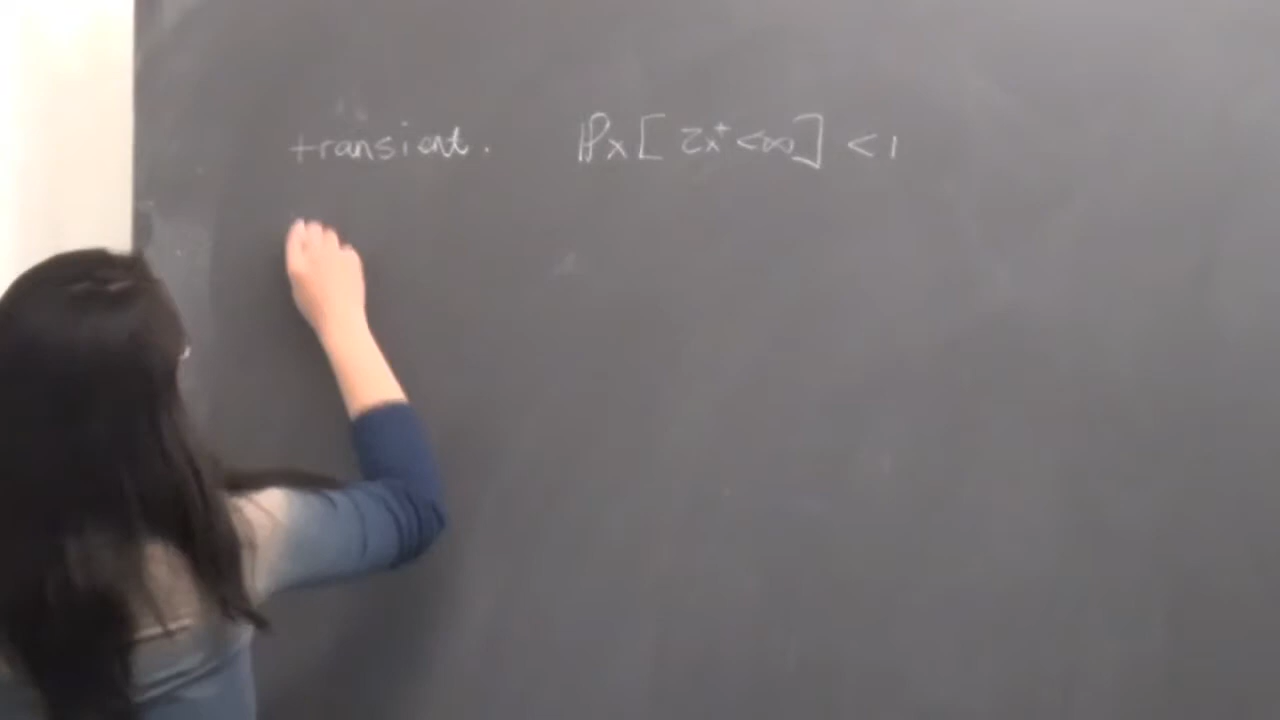 transient. ℙx [ τx⁺ < ∞ ] < 1